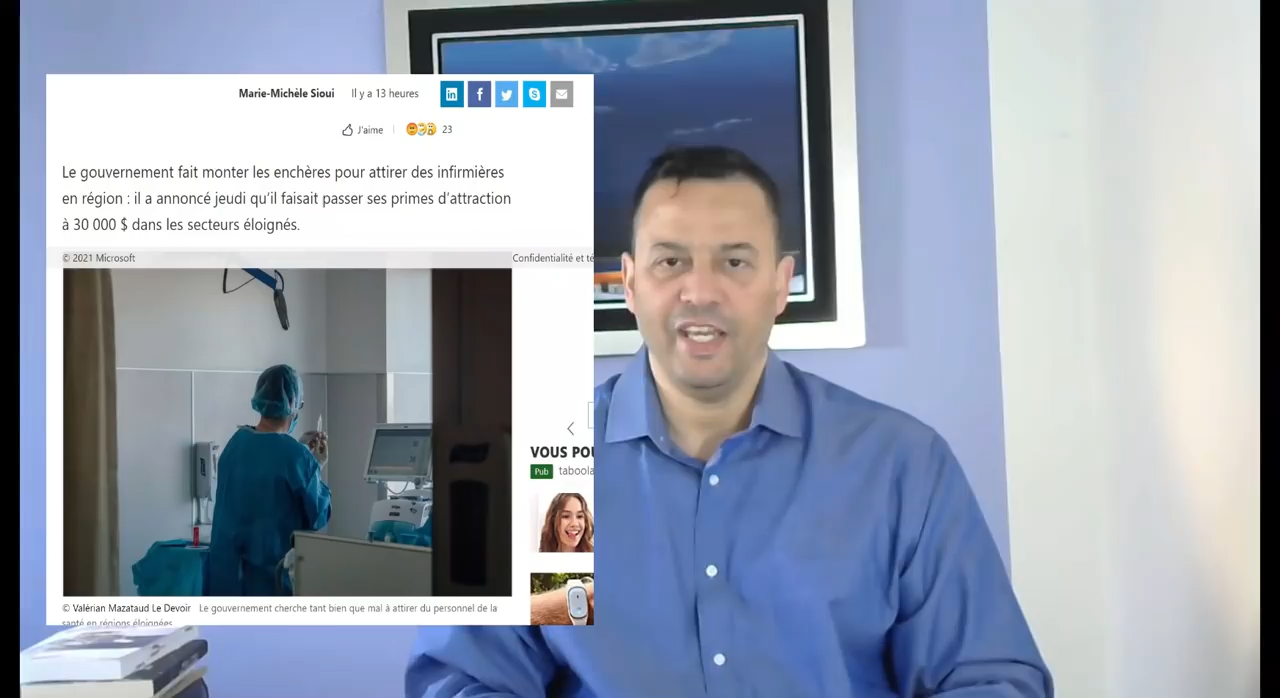 Marie-Michèle Sioui Il y a 13 heures
J'aime 23
Le gouvernement fait monter les enchères pour attirer des infirmières
en région : il a annoncé jeudi qu'il faisait passer ses primes d'attraction
à 30 000 $ dans les secteurs éloignés.
© 2021 Microsoft
Confidentialité et
VOUS
Pub taboola
© Valérian Mazataud Le Devoir Le gouvernement cherche tant bien que mal à attirer du personnel de la
santé en régions éloignées